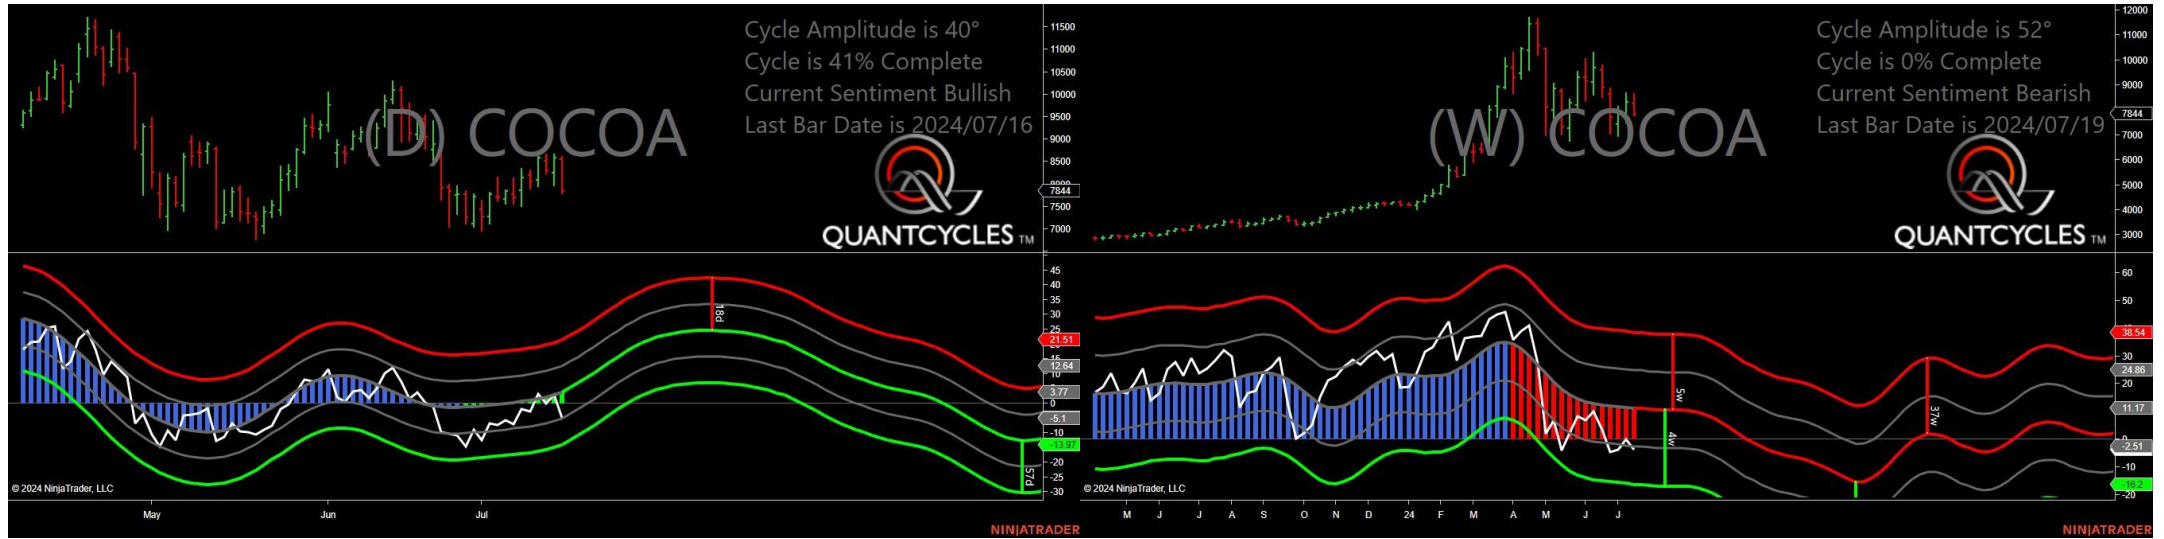 Cycle Amplitude is 40°
Cycle is 41% Complete
Current Sentiment Bullish
Last Bar Date is 2024/07/16
(D) COCOA
QUANTCYCLES TM
11500
11000
10500
10000
9500
9000
8500
8000
7844
7500
7000
45
40
35
30
25
21.51
15
12.64
3.77
0
-5.1
-10
-13.97
-20
-25
-30
18d
57d
© 2024 NinjaTrader, LLC
May Jun Jul
NINJATRADER
Cycle Amplitude is 52°
Cycle is 0% Complete
Current Sentiment Bearish
Last Bar Date is 2024/07/19
(W) COCOA
QUANTCYCLES TM
12000
11000
10000
9000
7844
7000
6000
5000
4000
3000
60
50
38.54
30
24.86
20
11.17
0
-2.51
-10
-16.2
-20
5w
4w
37w
© 2024 NinjaTrader, LLC
M J J A S O N D 24 F M A M J J
NINJATRADER